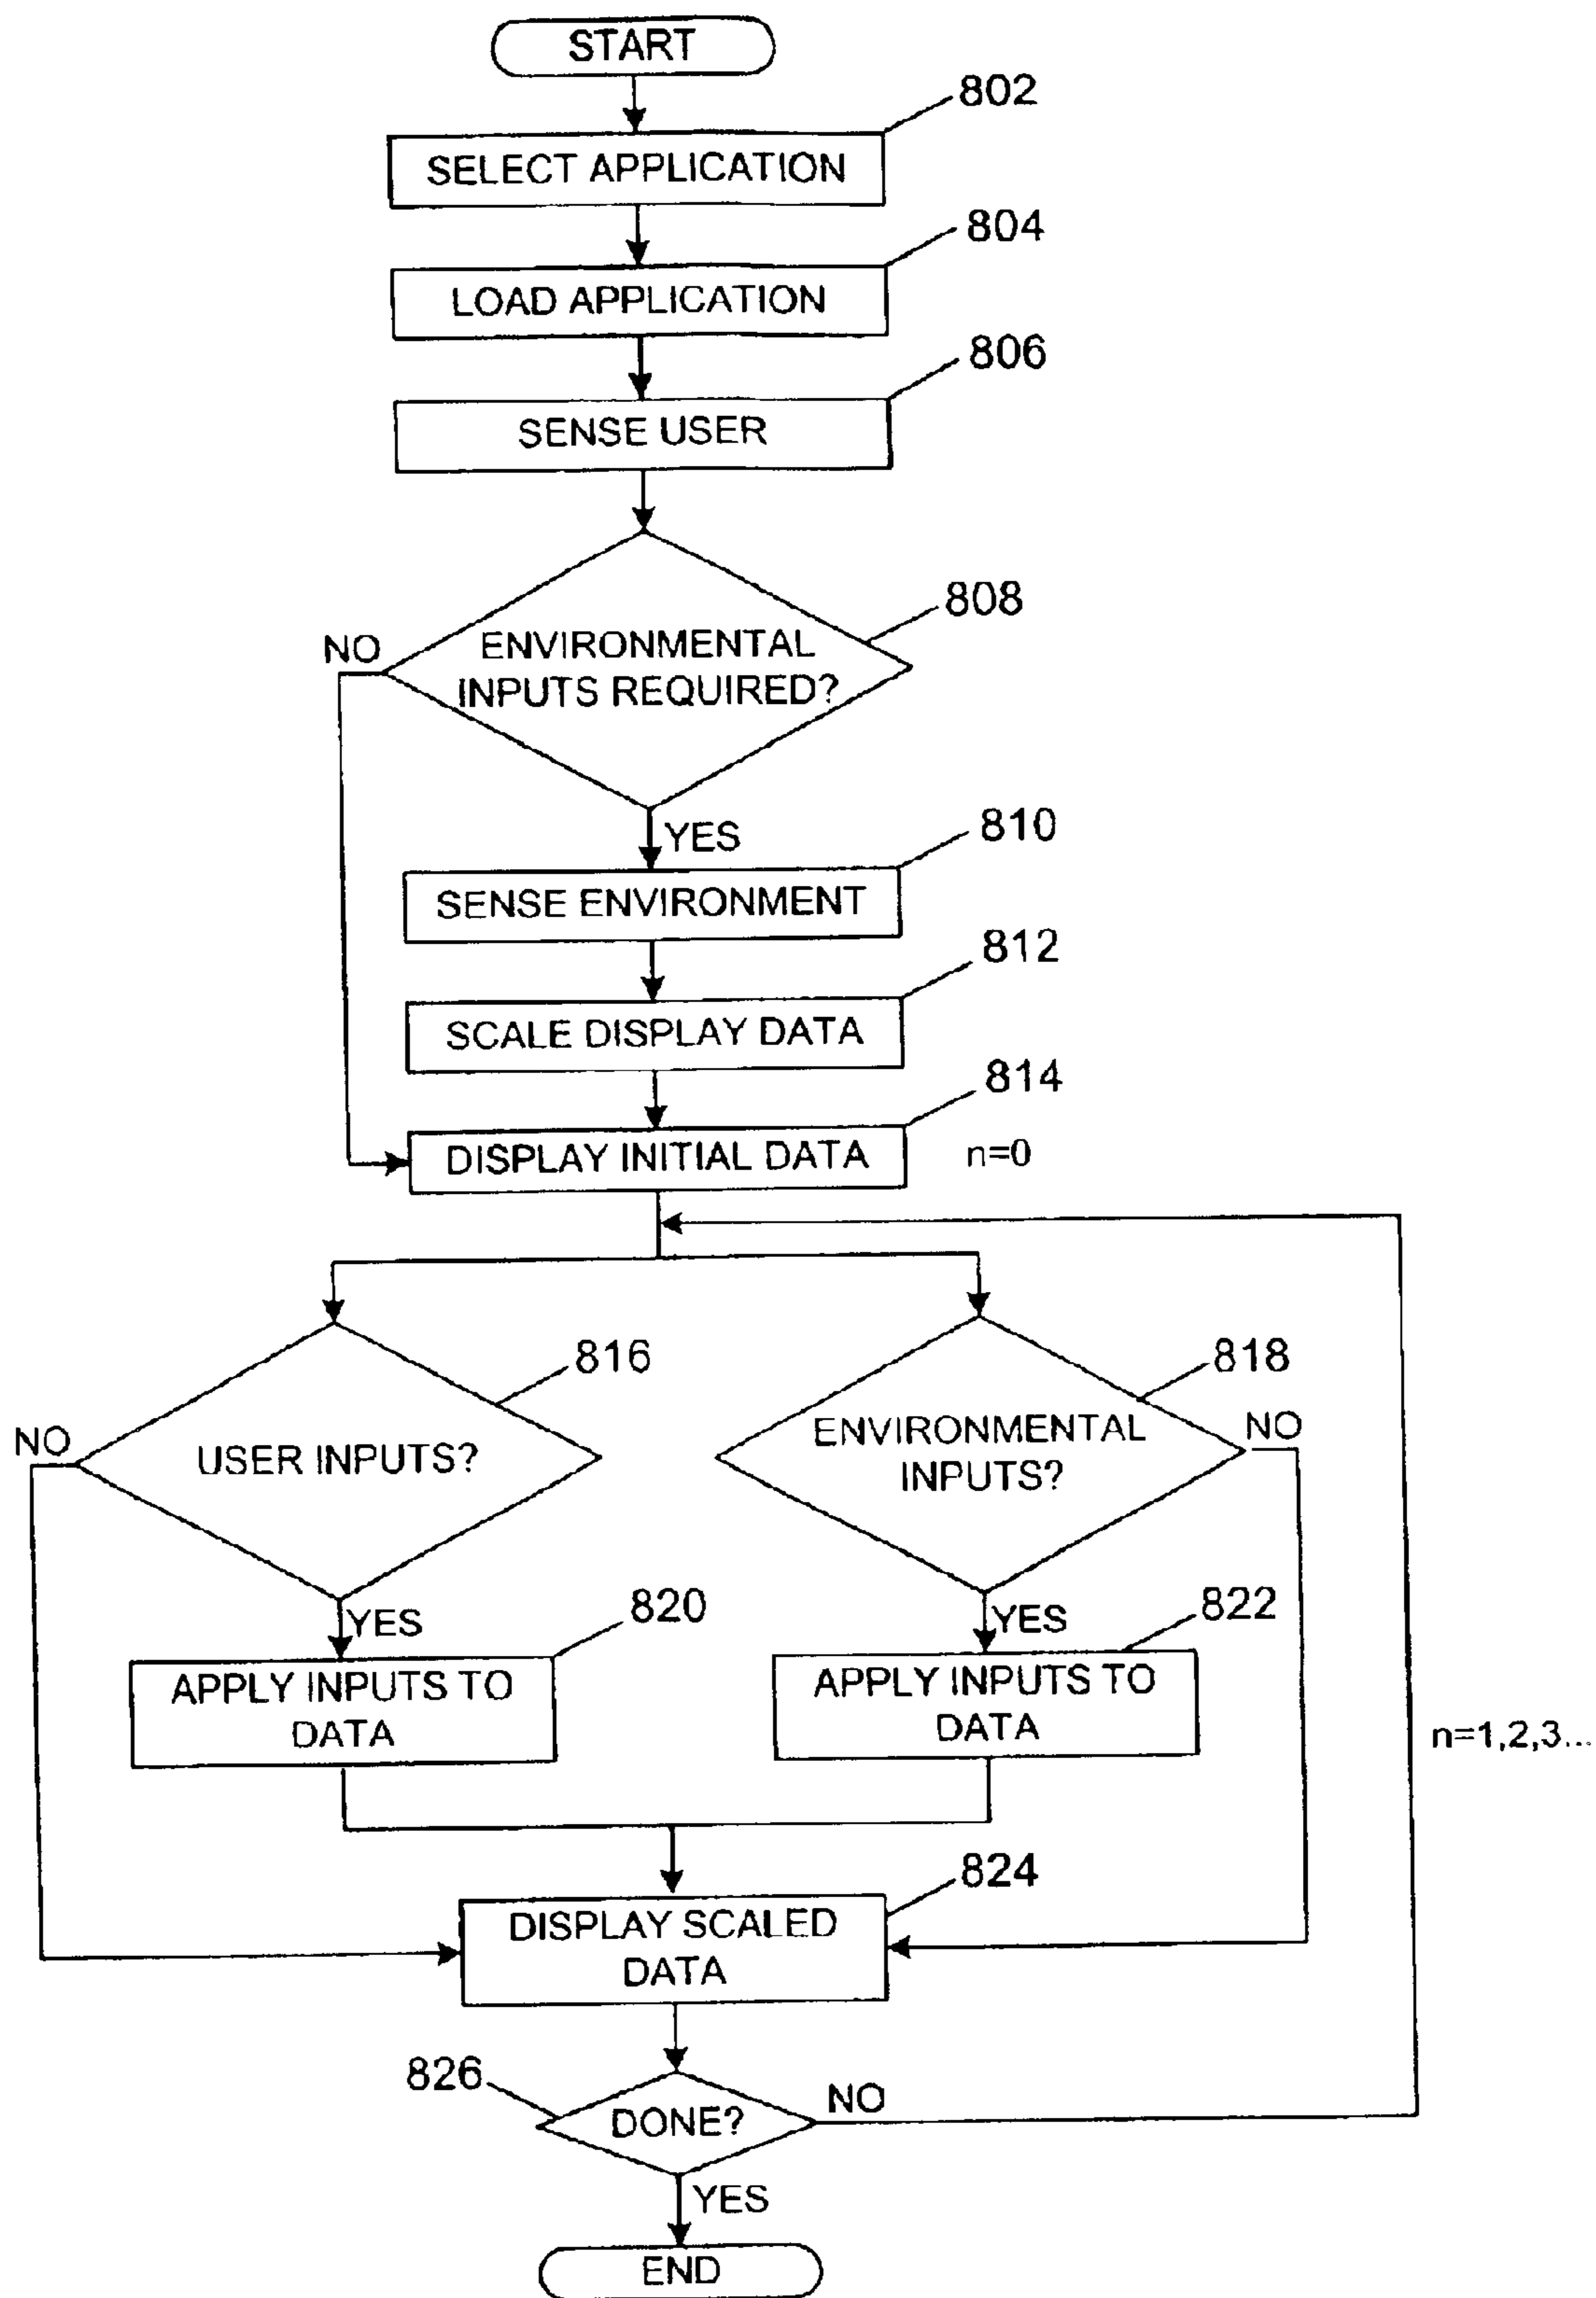 START
802
SELECT APPLICATION
804
LOAD APPLICATION
806
SENSE USER
808
NO
ENVIRONMENTAL
INPUTS REQUIRED?
YES
810
SENSE ENVIRONMENT
812
SCALE DISPLAY DATA
814
DISPLAY INITIAL DATA
n=0
816
818
NO
USER INPUTS?
ENVIRONMENTAL
INPUTS?
NO
YES
820
YES
822
APPLY INPUTS TO
DATA
APPLY INPUTS TO
DATA
n=1,2,3...
824
DISPLAY SCALED
DATA
826
DONE?
NO
YES
END